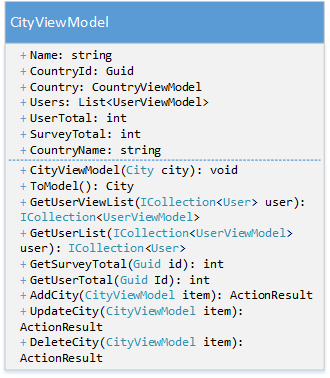 CityViewModel
+ Name: string
+ CountryId: Guid
+ Country: CountryViewModel
+ Users: List<UserViewModel>
+ UserTotal: int
+ SurveyTotal: int
+ CountryName: string
+ CityViewModel(City city): void
+ ToModel(): City
+ GetUserViewList(ICollection<User> user):
ICollection<UserViewModel>
+ GetUserList(ICollection<UserViewModel>
user): ICollection<User>
+ GetSurveyTotal(Guid id): int
+ GetUserTotal(Guid Id): int
+ AddCity(CityViewModel item): ActionResult
+ UpdateCity(CityViewModel item):
ActionResult
+ DeleteCity(CityViewModel item):
ActionResult